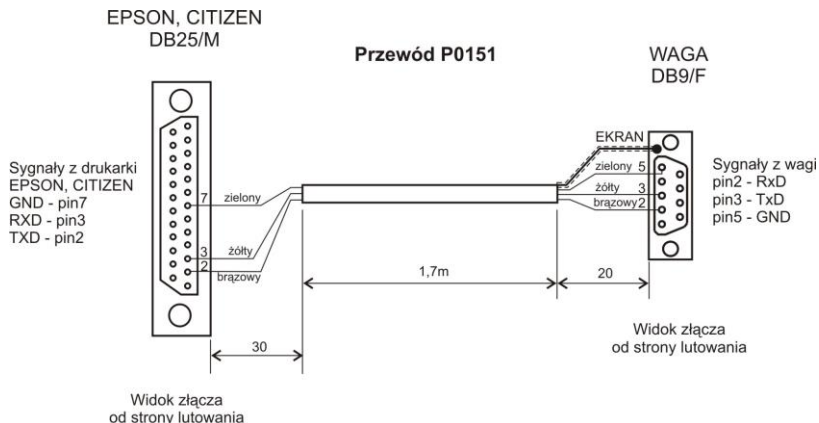 EPSON, CITIZEN
DB25/M
Przewód P0151
WAGA
DB9/F
Sygnały z drukarki
EPSON, CITIZEN
GND - pin7
RXD - pin3
TXD - pin2
7
zielony
3
żółty
2
brązowy
EKRAN
zielony 5
żółty 3
brązowy 2
Sygnały z wagi
pin2 - RxD
pin3 - TxD
pin5 - GND
1,7m
20
30
Widok złącza
od strony lutowania
Widok złącza
od strony lutowania